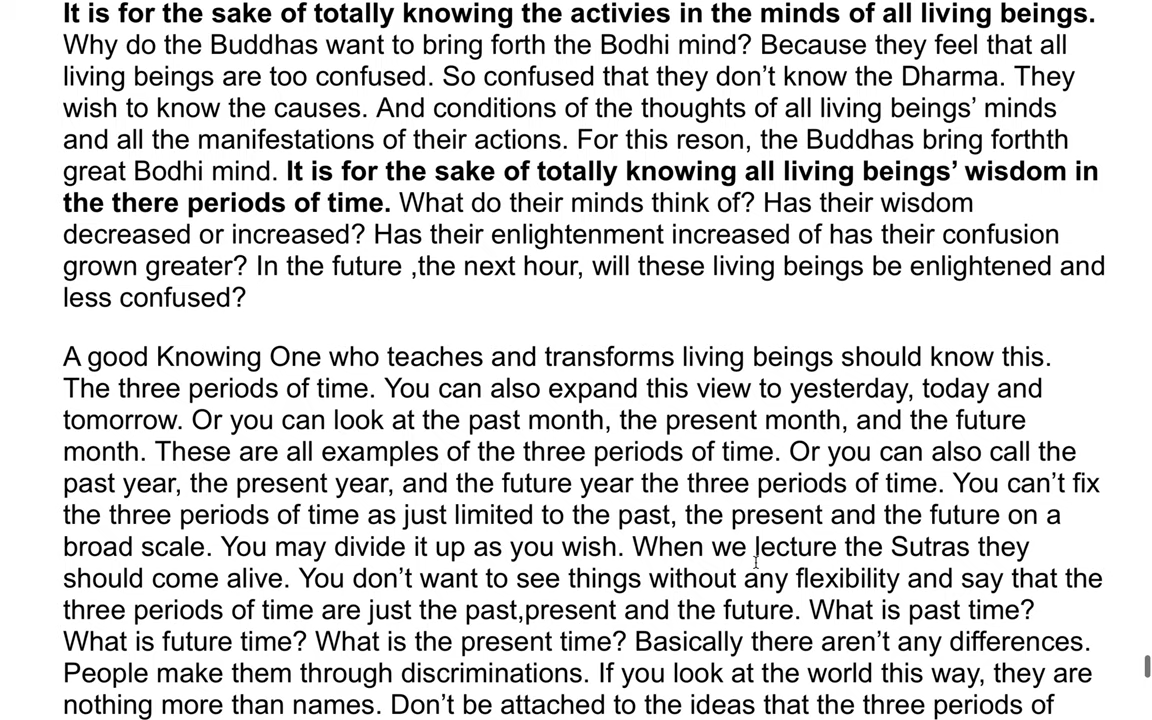 It is for the sake of totally knowing the activies in the minds of all living beings.
Why do the Buddhas want to bring forth the Bodhi mind? Because they feel that all
living beings are too confused. So confused that they don’t know the Dharma. They
wish to know the causes. And conditions of the thoughts of all living beings’ minds
and all the manifestations of their actions. For this reson, the Buddhas bring forthth
great Bodhi mind. It is for the sake of totally knowing all living beings’ wisdom in
the there periods of time. What do their minds think of? Has their wisdom
decreased or increased? Has their enlightenment increased of has their confusion
grown greater? In the future ,the next hour, will these living beings be enlightened and
less confused?
A good Knowing One who teaches and transforms living beings should know this.
The three periods of time. You can also expand this view to yesterday, today and
tomorrow. Or you can look at the past month, the present month, and the future
month. These are all examples of the three periods of time. Or you can also call the
past year, the present year, and the future year the three periods of time. You can’t fix
the three periods of time as just limited to the past, the present and the future on a
broad scale. You may divide it up as you wish. When we lecture the Sutras they
should come alive. You don’t want to see things without any flexibility and say that the
three periods of time are just the past,present and the future. What is past time?
What is future time? What is the present time? Basically there aren’t any differences.
People make them through discriminations. If you look at the world this way, they are
nothing more than names. Don’t be attached to the ideas that the three periods of